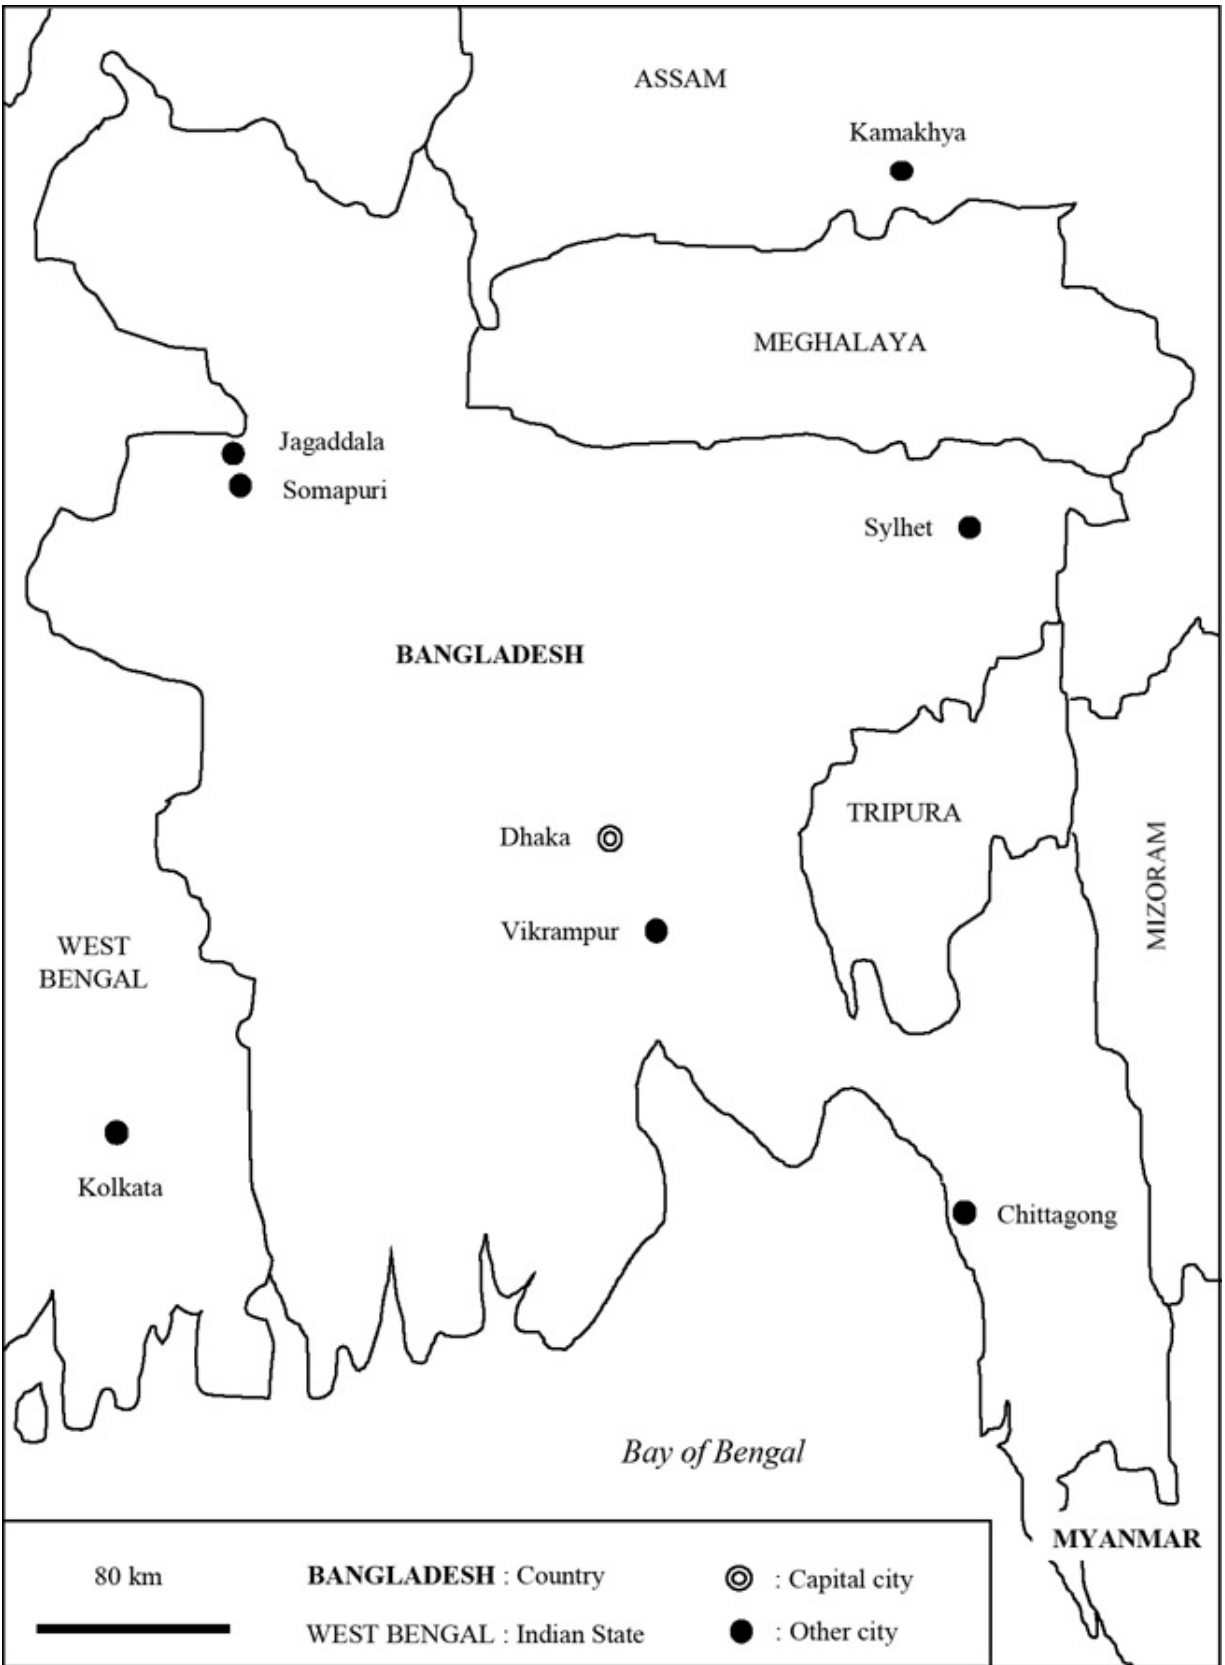 ASSAM
Kamakhya
MEGHALAYA
Jagaddala
Somapuri
Sylhet
BANGLADESH
TRIPURA
MIZORAM
Dhaka
Vikrampur
WEST
BENGAL
Kolkata
Chittagong
Bay of Bengal
MYANMAR
80 km
BANGLADESH : Country
: Capital city
WEST BENGAL : Indian State
: Other city